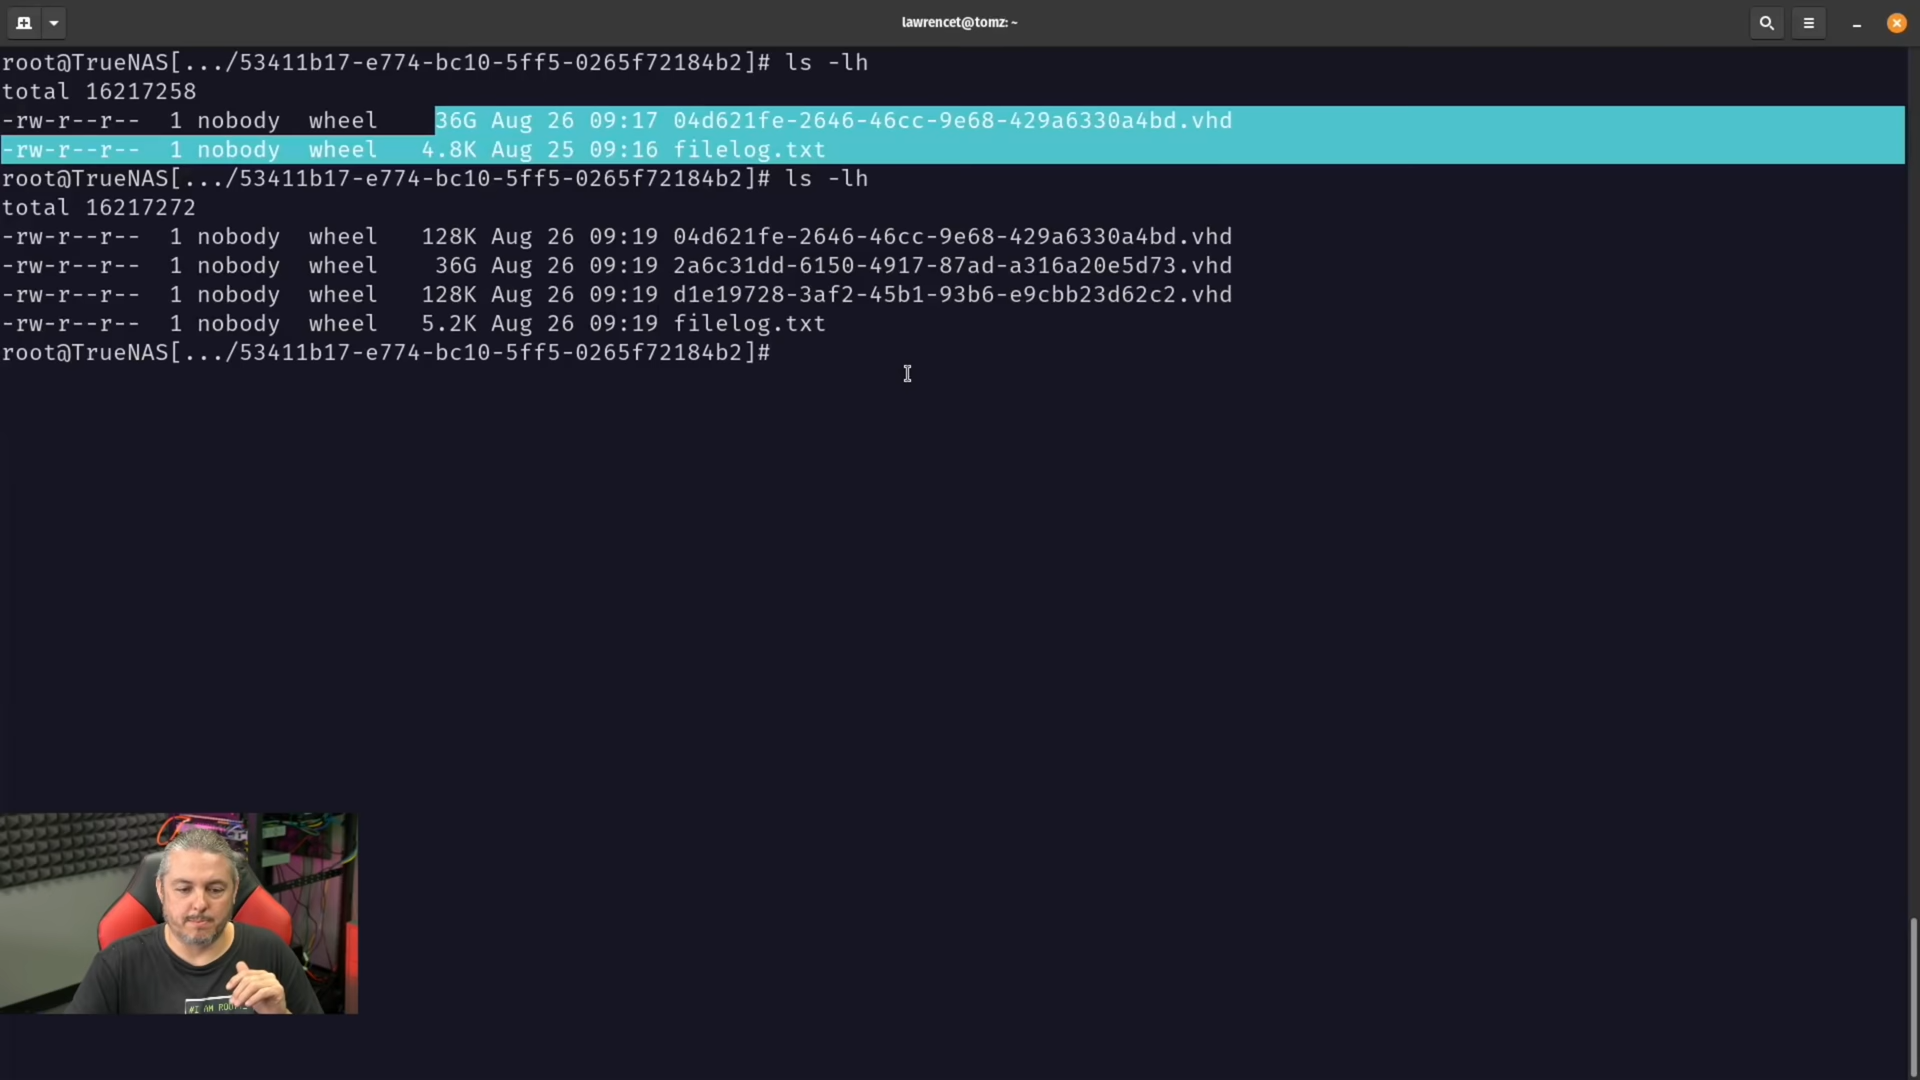 lawrencet@tomz: ~
root@TrueNAS[.../53411b17-e774-bc10-5ff5-0265f72184b2]# ls -lh
total 16217258
-rw-r--r--  1 nobody  wheel    36G Aug 26 09:17 04d621fe-2646-46cc-9e68-429a6330a4bd.vhd
-rw-r--r--  1 nobody  wheel   4.8K Aug 25 09:16 filelog.txt
root@TrueNAS[.../53411b17-e774-bc10-5ff5-0265f72184b2]# ls -lh
total 16217272
-rw-r--r--  1 nobody  wheel   128K Aug 26 09:19 04d621fe-2646-46cc-9e68-429a6330a4bd.vhd
-rw-r--r--  1 nobody  wheel    36G Aug 26 09:19 2a6c31dd-6150-4917-87ad-a316a20e5d73.vhd
-rw-r--r--  1 nobody  wheel   128K Aug 26 09:19 d1e19728-3af2-45b1-93b6-e9cbb23d62c2.vhd
-rw-r--r--  1 nobody  wheel   5.2K Aug 26 09:19 filelog.txt
root@TrueNAS[.../53411b17-e774-bc10-5ff5-0265f72184b2]#
#I AM ROOT